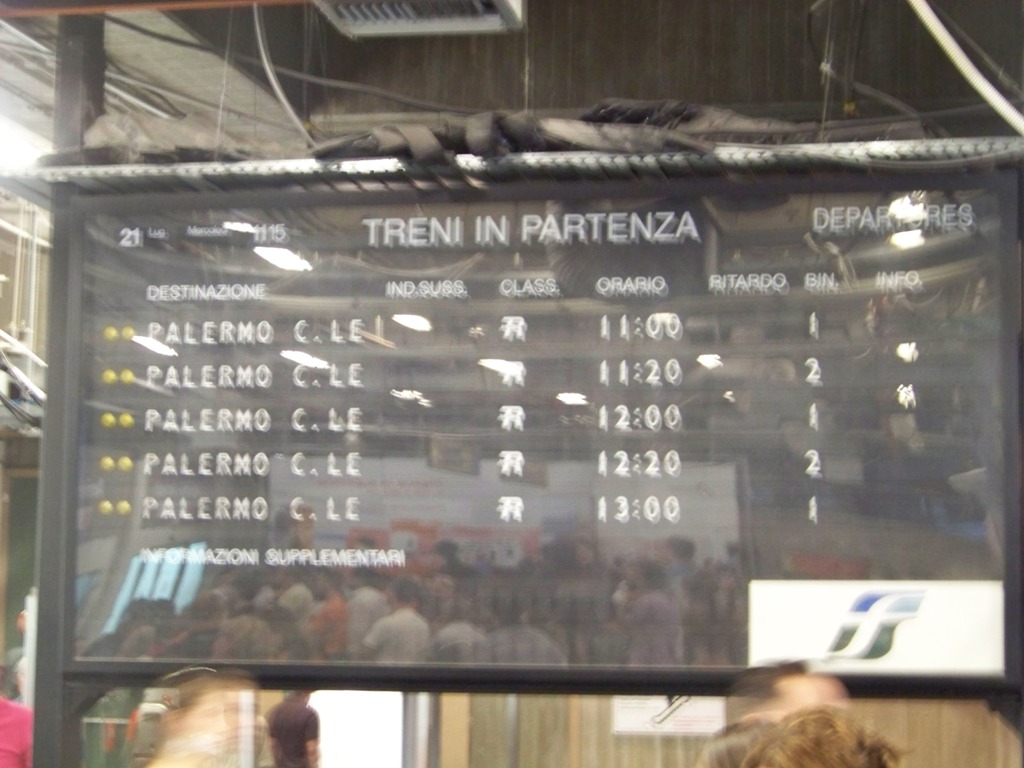 21 Lug Mercoledì 11:15 TRENI IN PARTENZA DEPARTURES
DESTINAZIONE IND.SUSS. CLASS. ORARIO RITARDO BIN. INFO.
PALERMO C.LE R 11:00 1
PALERMO C.LE R 11:20 2
PALERMO C.LE R 12:00 1
PALERMO C.LE R 12:20 2
PALERMO C.LE R 13:00 1
INFORMAZIONI SUPPLEMENTARI